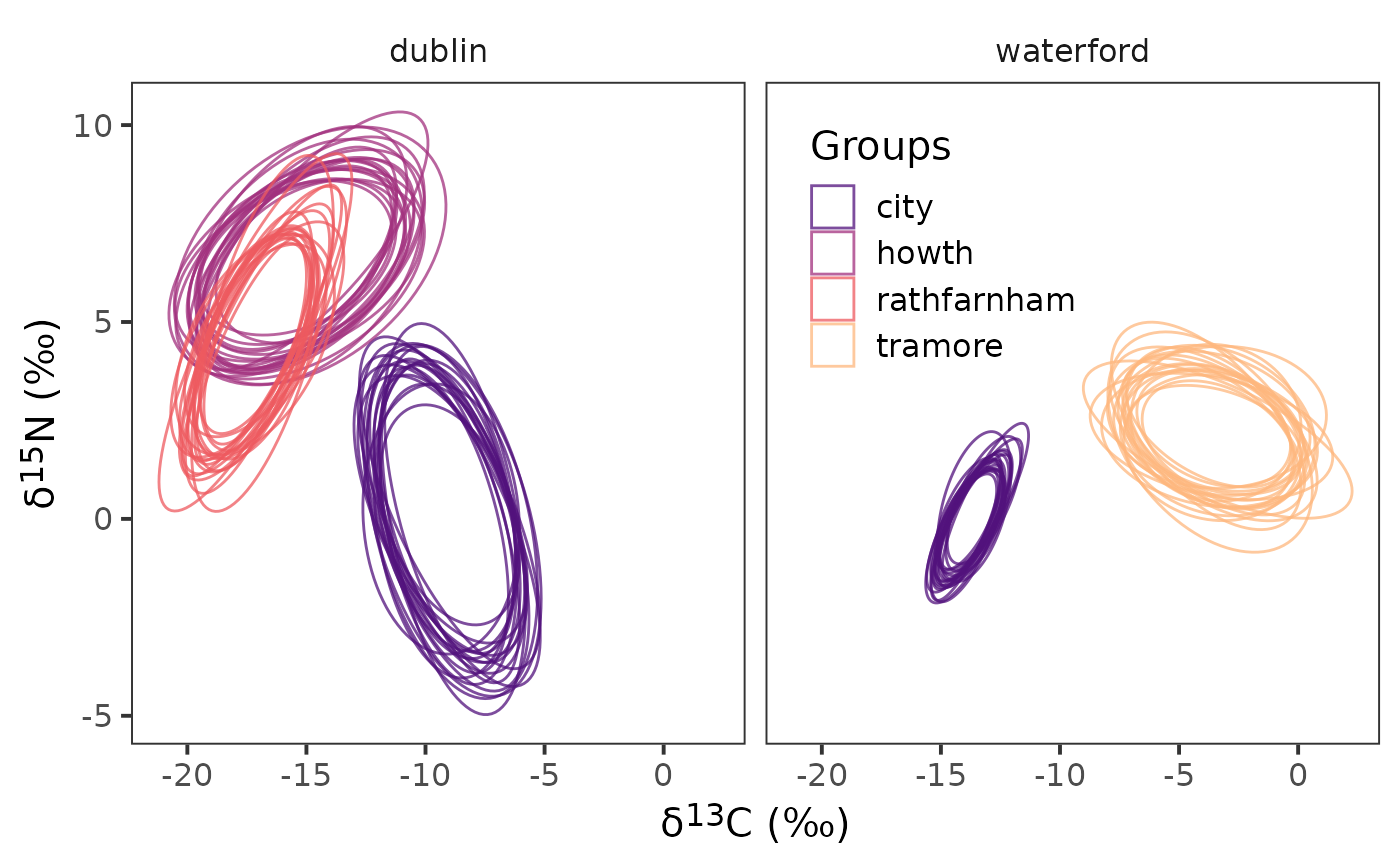 dublin
waterford
Groups
city
howth
rathfarnham
tramore
10
5
0
-5
δ¹⁵N (‰)
-20 -15 -10 -5 0
-20 -15 -10 -5 0
δ¹³C (‰)